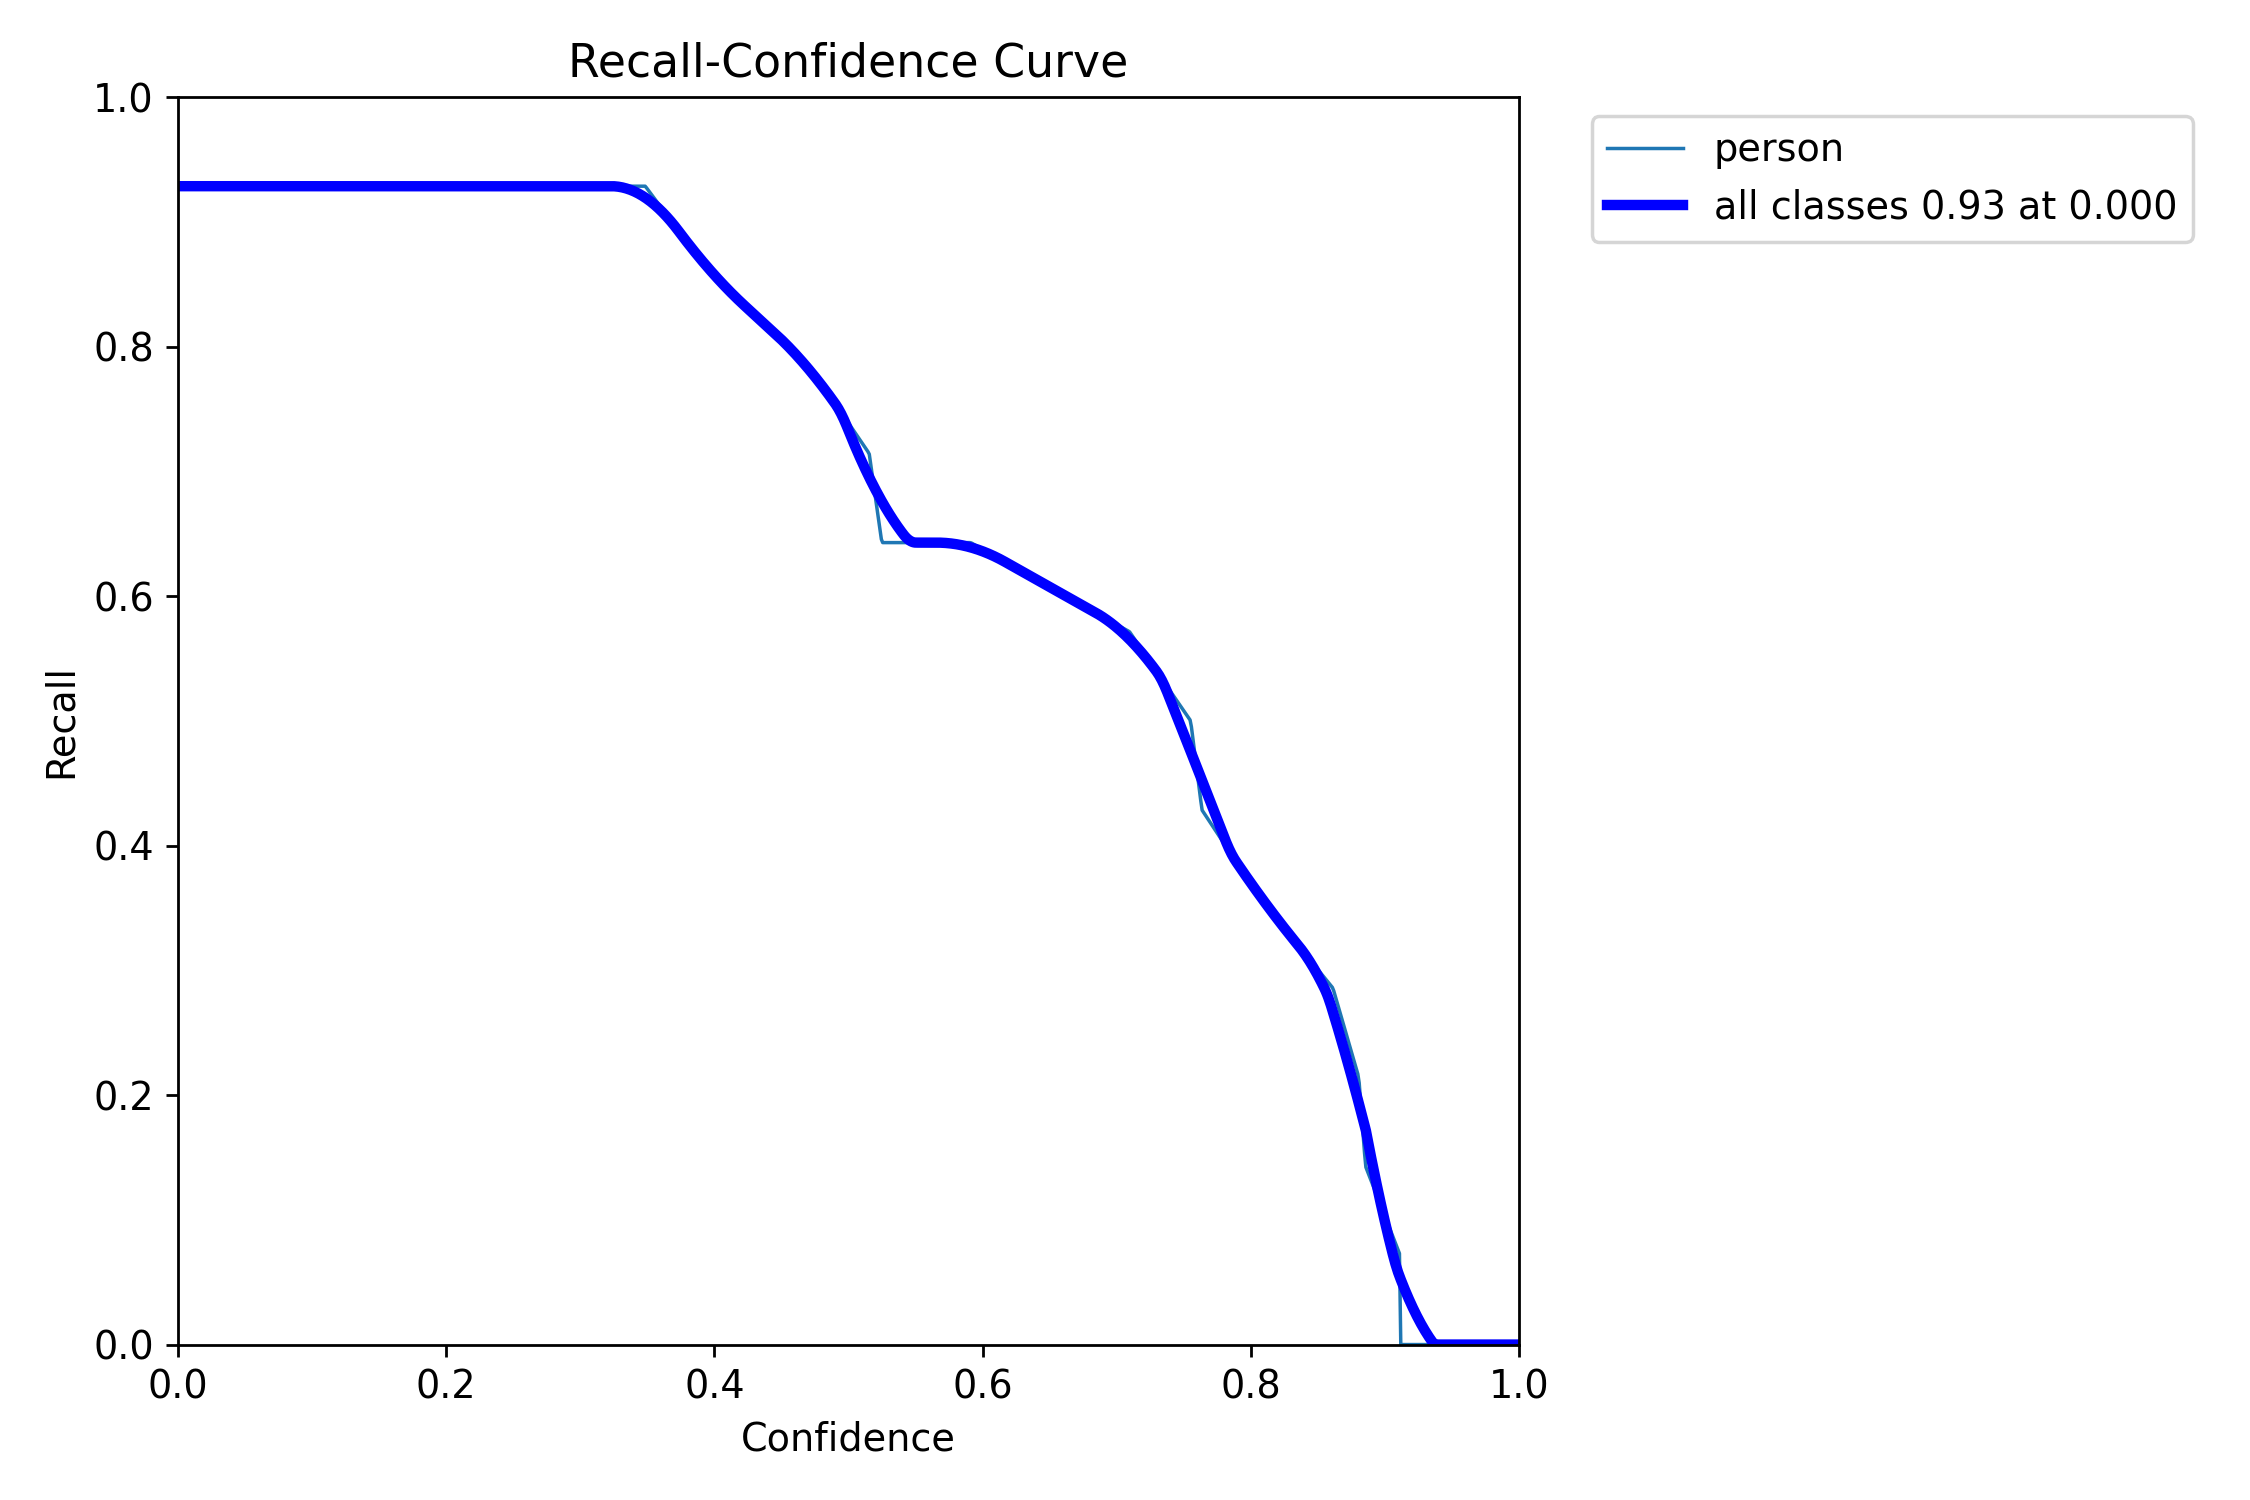 Recall-Confidence Curve
1.0
0.8
0.6
0.4
0.2
0.0
Recall
0.0 0.2 0.4 0.6 0.8 1.0
Confidence
person
all classes 0.93 at 0.000